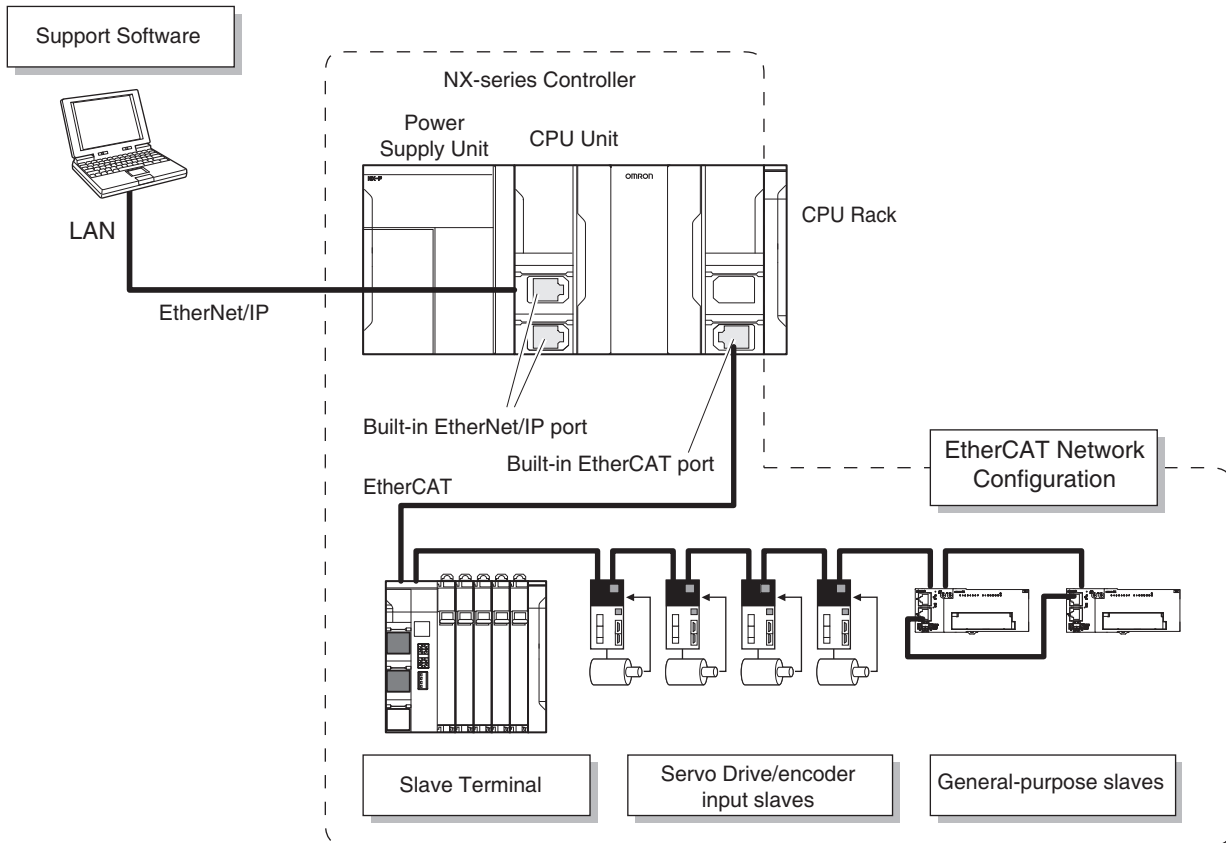 Support Software
NX-series Controller
Power
Supply Unit
CPU Unit
OMRON
CPU Rack
LAN
EtherNet/IP
Built-in EtherNet/IP port
Built-in EtherCAT port
EtherCAT
EtherCAT Network
Configuration
Slave Terminal
Servo Drive/encoder
input slaves
General-purpose slaves